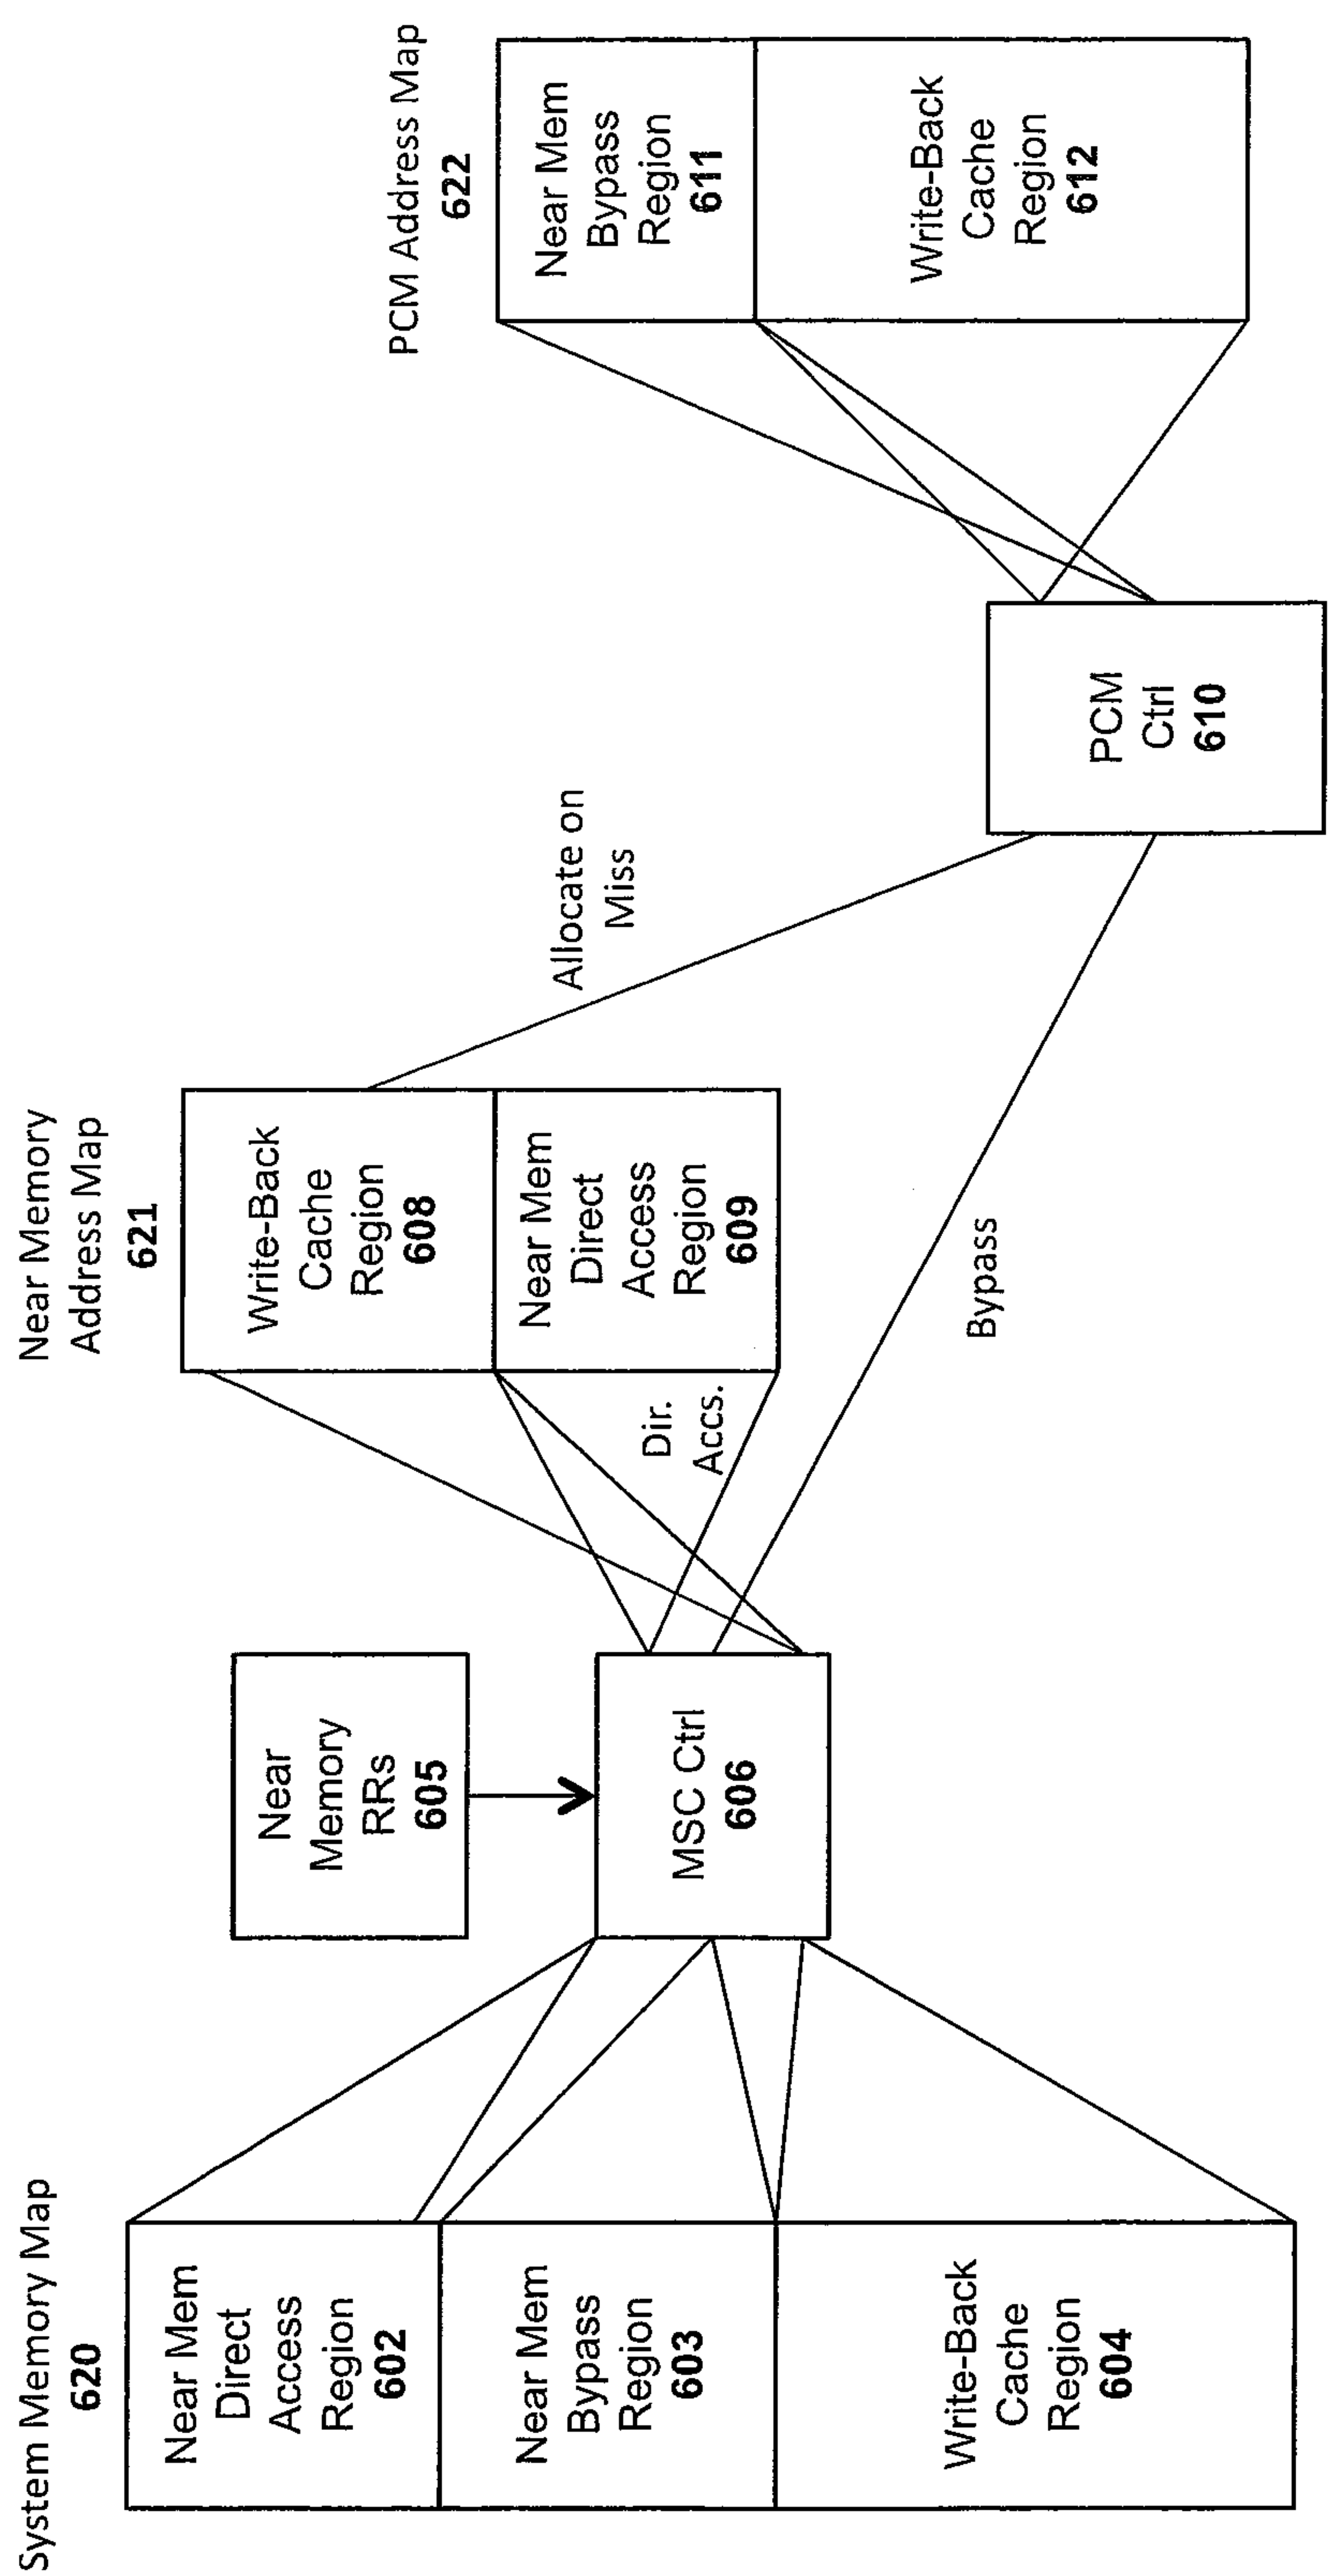 System Memory Map
620
Near Mem
Direct
Access
Region
602
Near Mem
Bypass
Region
603
Write-Back
Cache
Region
604
Near
Memory
RRs
605
MSC Ctrl
606
Near Memory
Address Map
621
Write-Back
Cache
Region
608
Near Mem
Direct
Access
Region
609
Dir.
Accs.
Bypass
Allocate on
Miss
PCM
Ctrl
610
PCM Address Map
622
Near Mem
Bypass
Region
611
Write-Back
Cache
Region
612